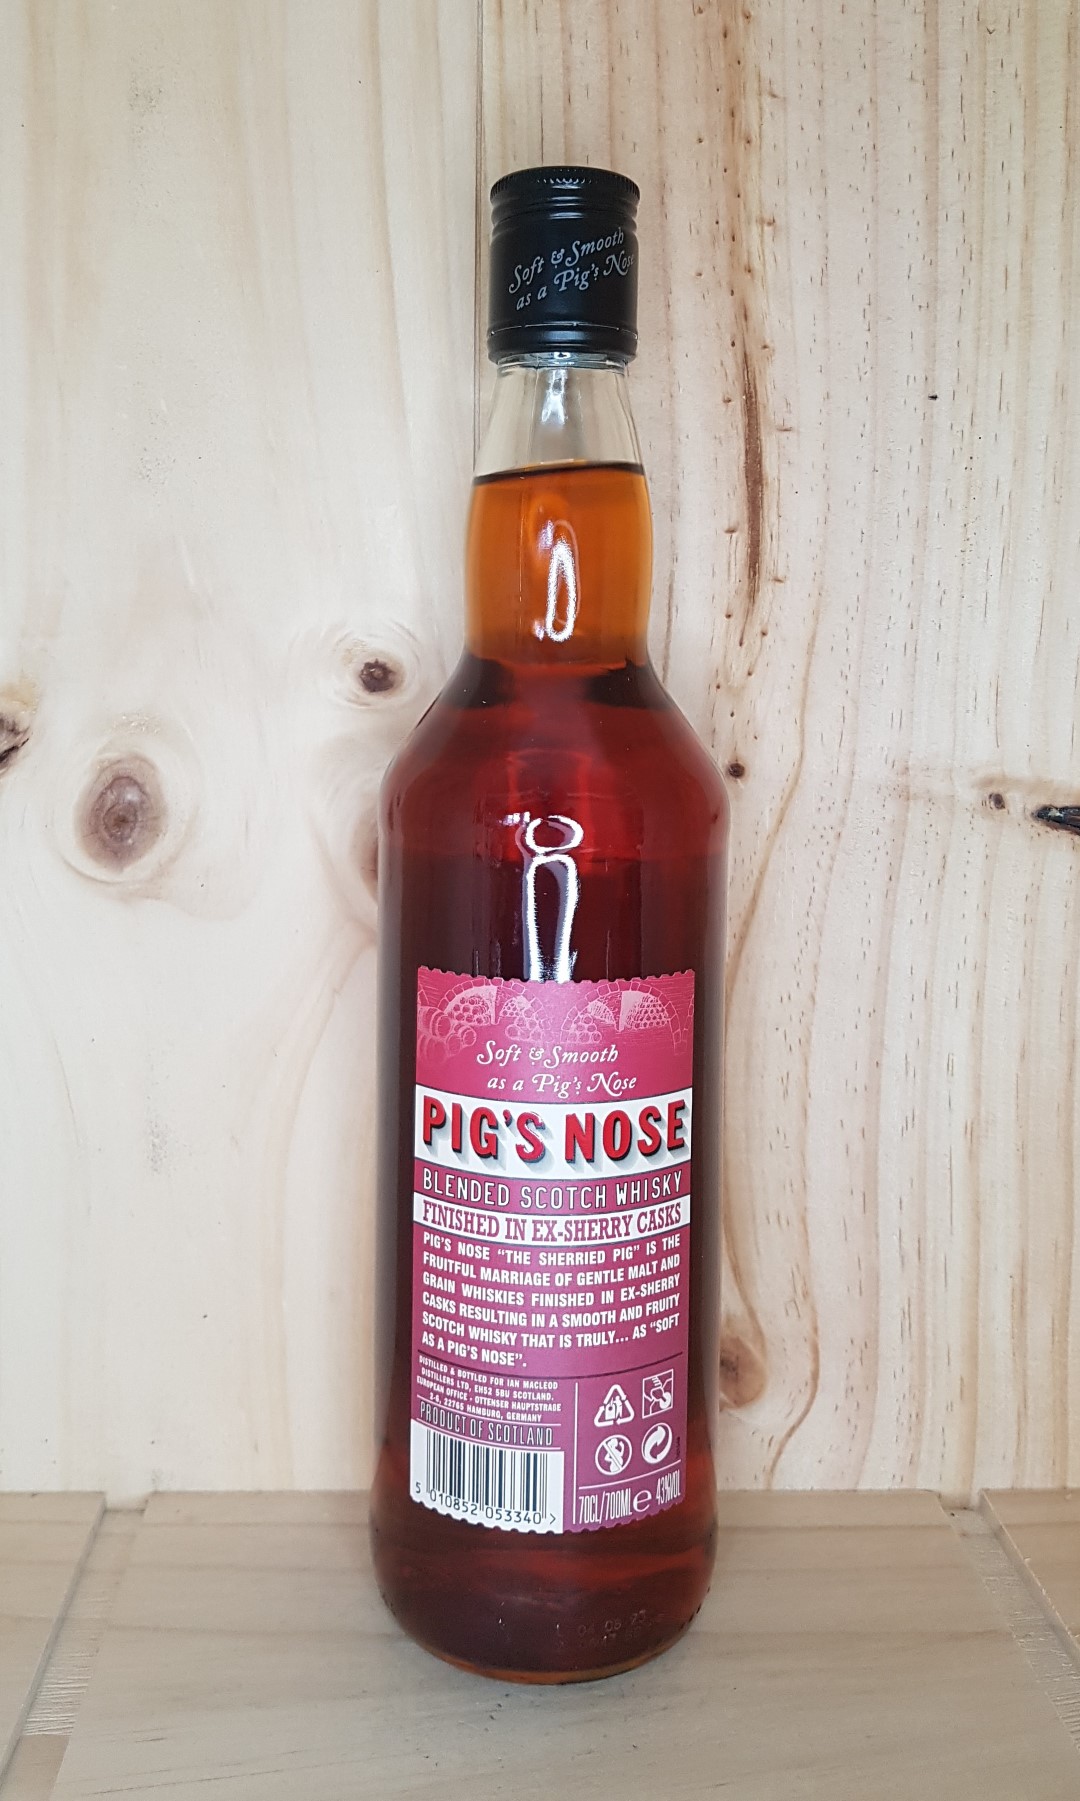 Soft & Smooth
as a Pig's Nose
Soft & Smooth
as a Pig's Nose
PIG'S NOSE
BLENDED SCOTCH WHISKY
FINISHED IN EX-SHERRY CASKS
PIG'S NOSE "THE SHERRIED PIG" IS THE
FRUITFUL MARRIAGE OF GENTLE MALT AND
GRAIN WHISKIES FINISHED IN EX-SHERRY
CASKS RESULTING IN A SMOOTH AND FRUITY
SCOTCH WHISKY THAT IS TRULY... AS "SOFT
AS A PIG'S NOSE".
DISTILLED & BOTTLED FOR IAN MACLEOD
DISTILLERS LTD, EH52 5BU SCOTLAND.
EUROPEAN OFFICE - OTTENSER HAUPTSTRAßE
2-6, 22765 HAMBURG, GERMANY
PRODUCT OF SCOTLAND
5 010852 053340 >
70CL/700ML e 43%VOL
04 08 23